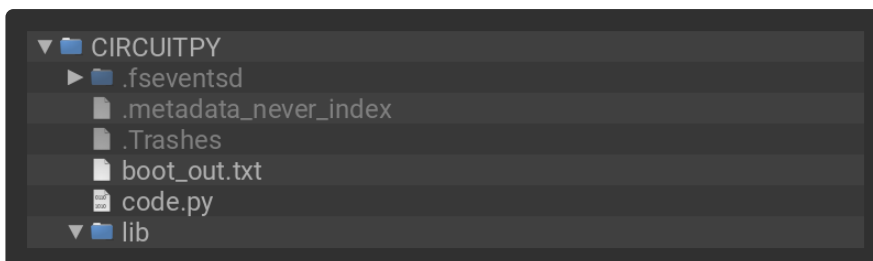 CIRCUITPY
.fseventsd
.metadata_never_index
.Trashes
boot_out.txt
code.py
lib